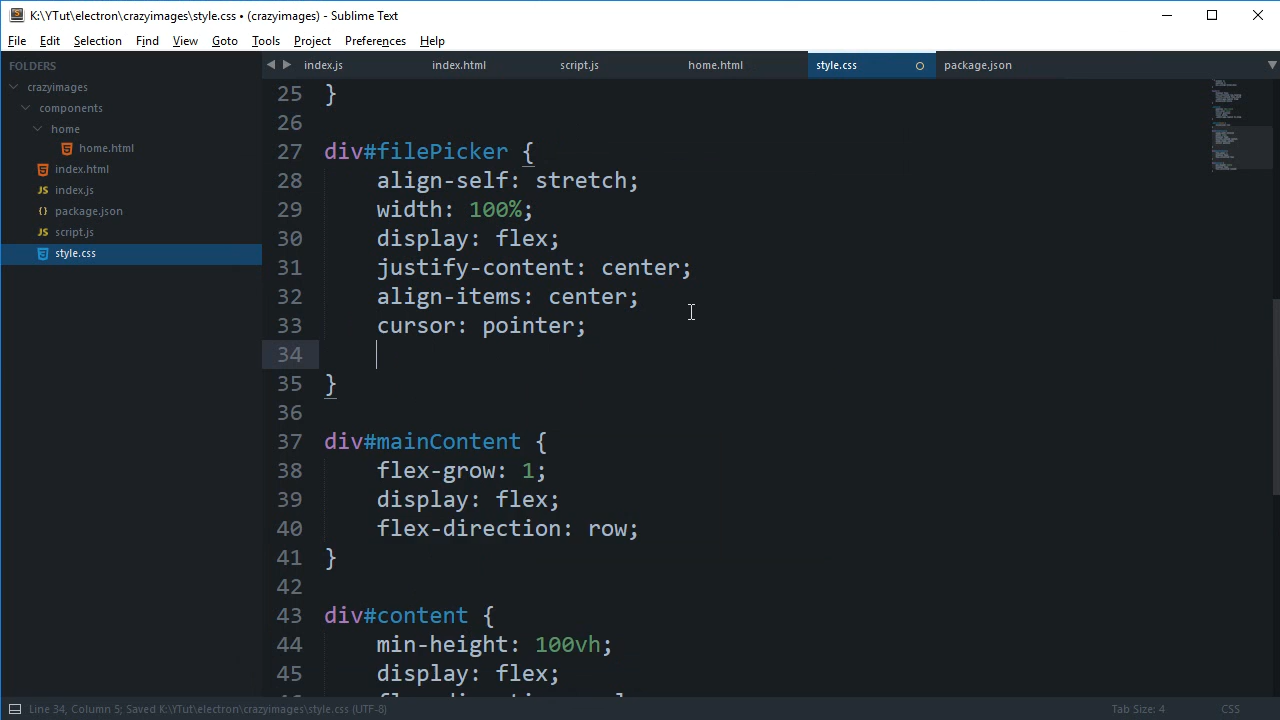 K:\YTut\electron\crazyimages\style.css • (crazyimages) - Sublime Text
File Edit Selection Find View Goto Tools Project Preferences Help
FOLDERS
crazyimages
components
home
home.html
index.html
index.js
package.json
script.js
style.css
index.js index.html script.js home.html style.css package.json
25 }
26
27 div#filePicker {
28 align-self: stretch;
29 width: 100%;
30 display: flex;
31 justify-content: center;
32 align-items: center;
33 cursor: pointer;
34
35 }
36
37 div#mainContent {
38 flex-grow: 1;
39 display: flex;
40 flex-direction: row;
41 }
42
43 div#content {
44 min-height: 100vh;
45 display: flex;
Line 34, Column 5; Saved K:\YTut\electron\crazyimages\style.css (UTF-8) Tab Size: 4 CSS